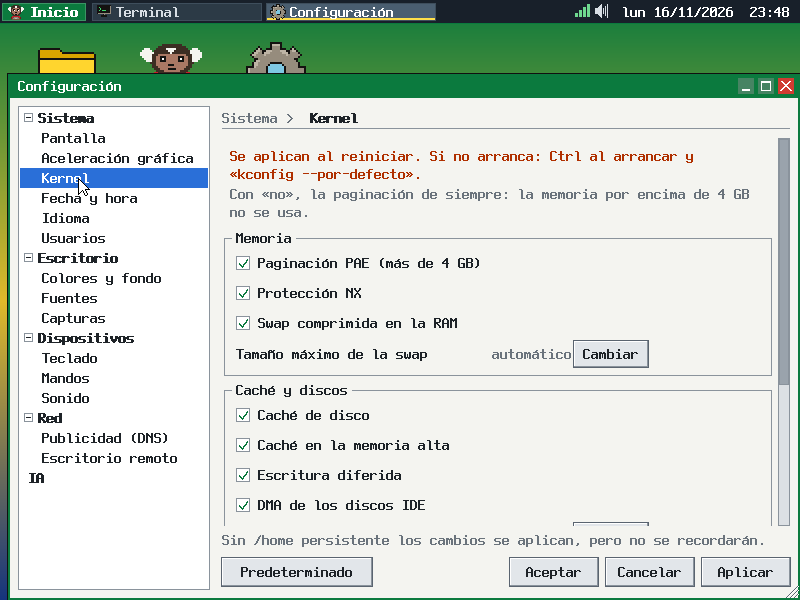 Inicio
Terminal
Configuración
lun 16/11/2026 23:48
Configuración
Sistema
Pantalla
Aceleración gráfica
Kernel
Fecha y hora
Idioma
Usuarios
Escritorio
Colores y fondo
Fuentes
Capturas
Dispositivos
Teclado
Mandos
Sonido
Red
Publicidad (DNS)
Escritorio remoto
IA
Sistema > Kernel
Se aplican al reiniciar. Si no arranca: Ctrl al arrancar y
«kconfig --por-defecto».
Con «no», la paginación de siempre: la memoria por encima de 4 GB
no se usa.
Memoria
Paginación PAE (más de 4 GB)
Protección NX
Swap comprimida en la RAM
Tamaño máximo de la swap automático Cambiar
Caché y discos
Caché de disco
Caché en la memoria alta
Escritura diferida
DMA de los discos IDE
Sin /home persistente los cambios se aplican, pero no se recordarán.
Predeterminado Aceptar Cancelar Aplicar